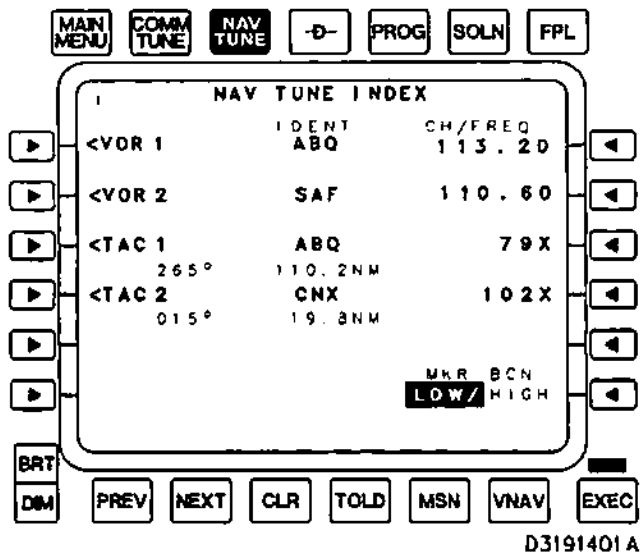 MAIN MENU COMM TUNE NAV TUNE -D- PROG SOLN FPL
NAV TUNE INDEX
IDENT CH/FREQ
<VOR 1 ABQ 113.20
<VOR 2 SAF 110.60
<TAC 1 ABQ 79X
265° 110.2NM
<TAC 2 CNX 102X
015° 19.8NM
MKR BCN
LOW/HIGH
BRT
DIM PREV NEXT CLR TOLD MSN VNAV EXEC
D3191401A